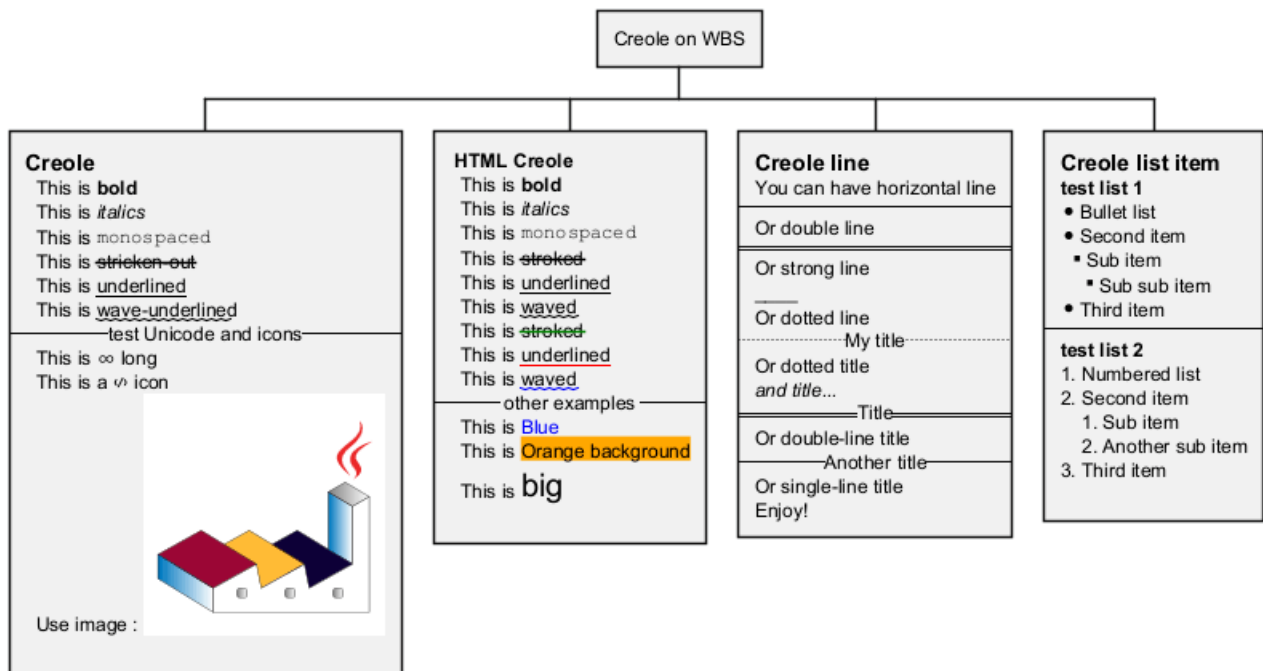 Creole on WBS
Creole
This is bold
This is italics
This is monospaced
This is stricken-out
This is underlined
This is wave-underlined
test Unicode and icons
This is ∞ long
This is a icon
Use image :
HTML Creole
This is bold
This is italics
This is monospaced
This is stroked
This is underlined
This is waved
This is stroked
This is underlined
This is waved
other examples
This is Blue
This is Orange background
This is big
Creole line
You can have horizontal line
Or double line
Or strong line
____
Or dotted line
My title
Or dotted title
and title...
Title
Or double-line title
Another title
Or single-line title
Enjoy!
Creole list item
test list 1
• Bullet list
• Second item
▪ Sub item
▪ Sub sub item
• Third item
test list 2
1. Numbered list
2. Second item
1. Sub item
2. Another sub item
3. Third item